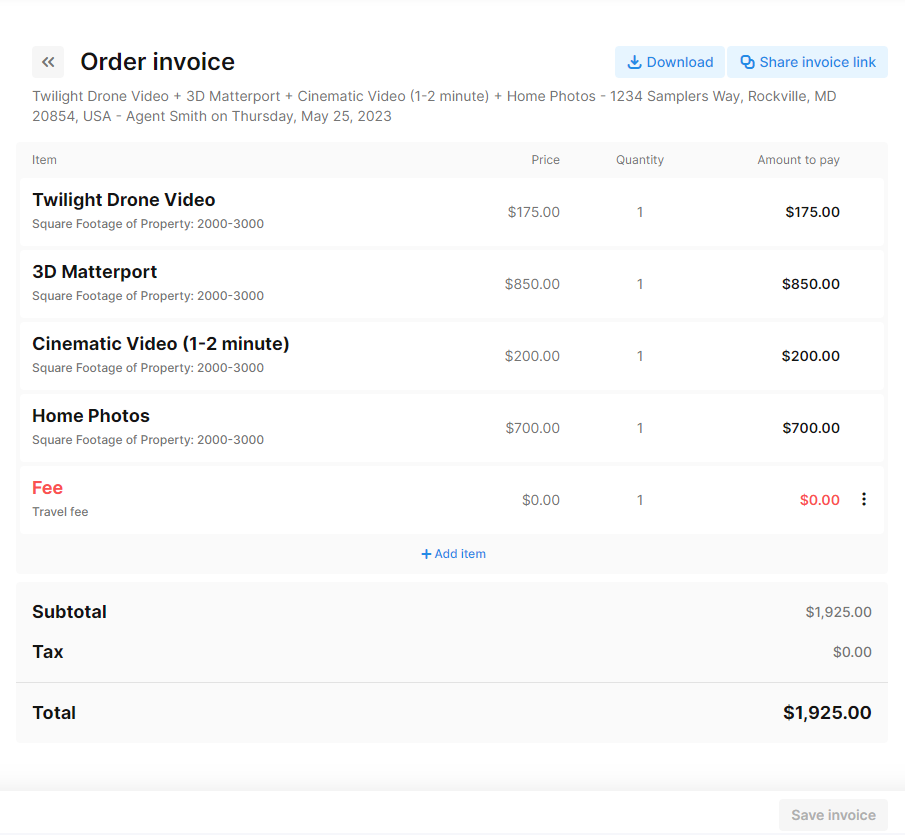 Order invoice
Download
Share invoice link
Twilight Drone Video + 3D Matterport + Cinematic Video (1-2 minute) + Home Photos - 1234 Samplers Way, Rockville, MD
20854, USA - Agent Smith on Thursday, May 25, 2023
Item Price Quantity Amount to pay
Twilight Drone Video
Square Footage of Property: 2000-3000
$175.00 1 $175.00
3D Matterport
Square Footage of Property: 2000-3000
$850.00 1 $850.00
Cinematic Video (1-2 minute)
Square Footage of Property: 2000-3000
$200.00 1 $200.00
Home Photos
Square Footage of Property: 2000-3000
$700.00 1 $700.00
Fee
Travel fee
$0.00 1 $0.00
+ Add item
Subtotal $1,925.00
Tax $0.00
Total $1,925.00
Save invoice